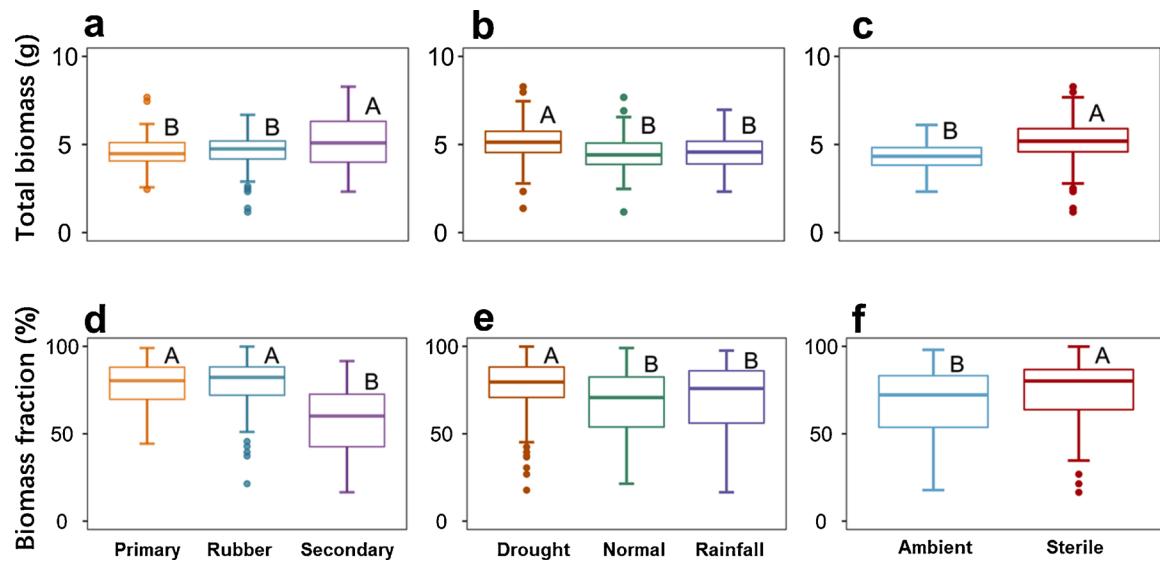 a
b
c
Total biomass (g)
10
5
0
B
B
A
10
5
0
A
B
B
10
5
0
B
A
d
e
f
Biomass fraction (%)
100
50
0
A
A
B
100
50
0
A
B
B
100
50
0
B
A
Primary Rubber Secondary
Drought Normal Rainfall
Ambient Sterile